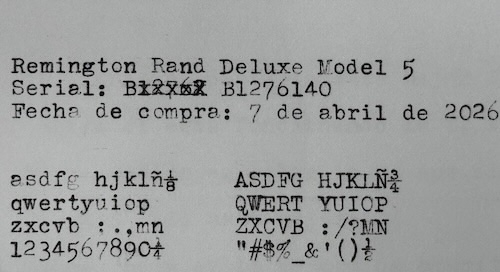 Remington Rand Deluxe Model 5
Serial: B1276140
Fecha de compra: 7 de abril de 2026
asdfg hjklñ⅛ ASDFG HJKLÑ¾
qwertyuiop QWERT YUIOP
zxcvb :.,mn ZXCVB :/?MN
1234567890¼ "#$%_&'()½